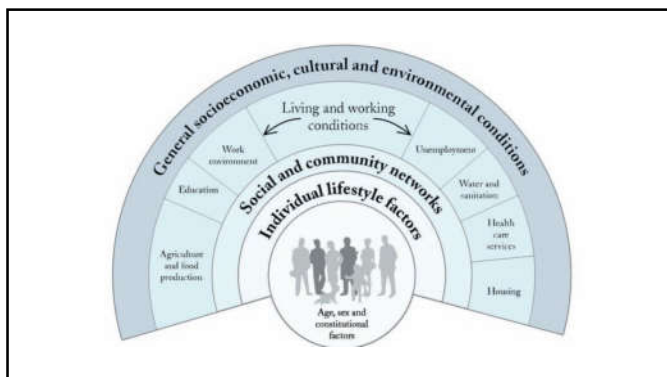 General socioeconomic, cultural and environmental conditions
Living and working
conditions
Agriculture
and food
production
Education
Work
environment
Unemployment
Water and
sanitation
Health
care
services
Housing
Social and community networks
Individual lifestyle factors
Age, sex and
constitutional
factors